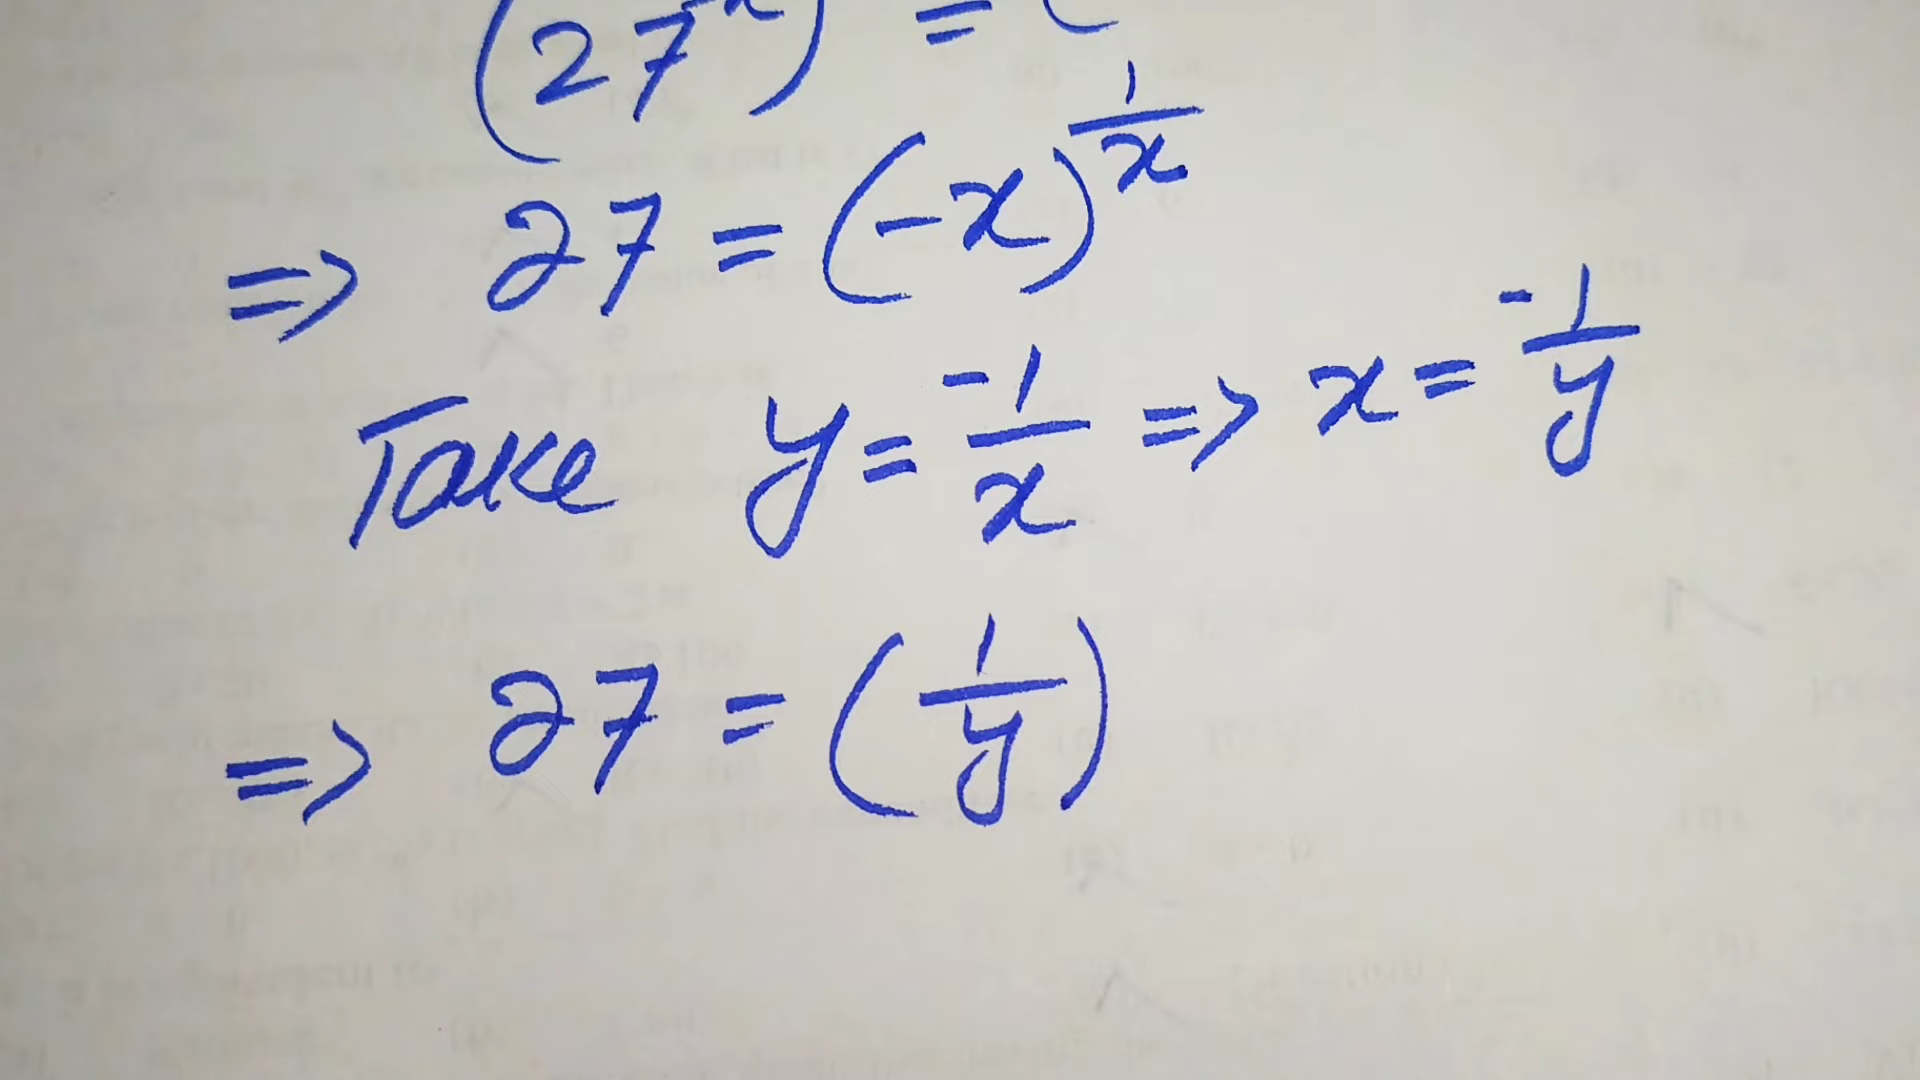 (27^x) =
⇒ 27 = (-x)^(1/x)
Take y = -1/x ⇒ x = -1/y
⇒ 27 = (1/y)